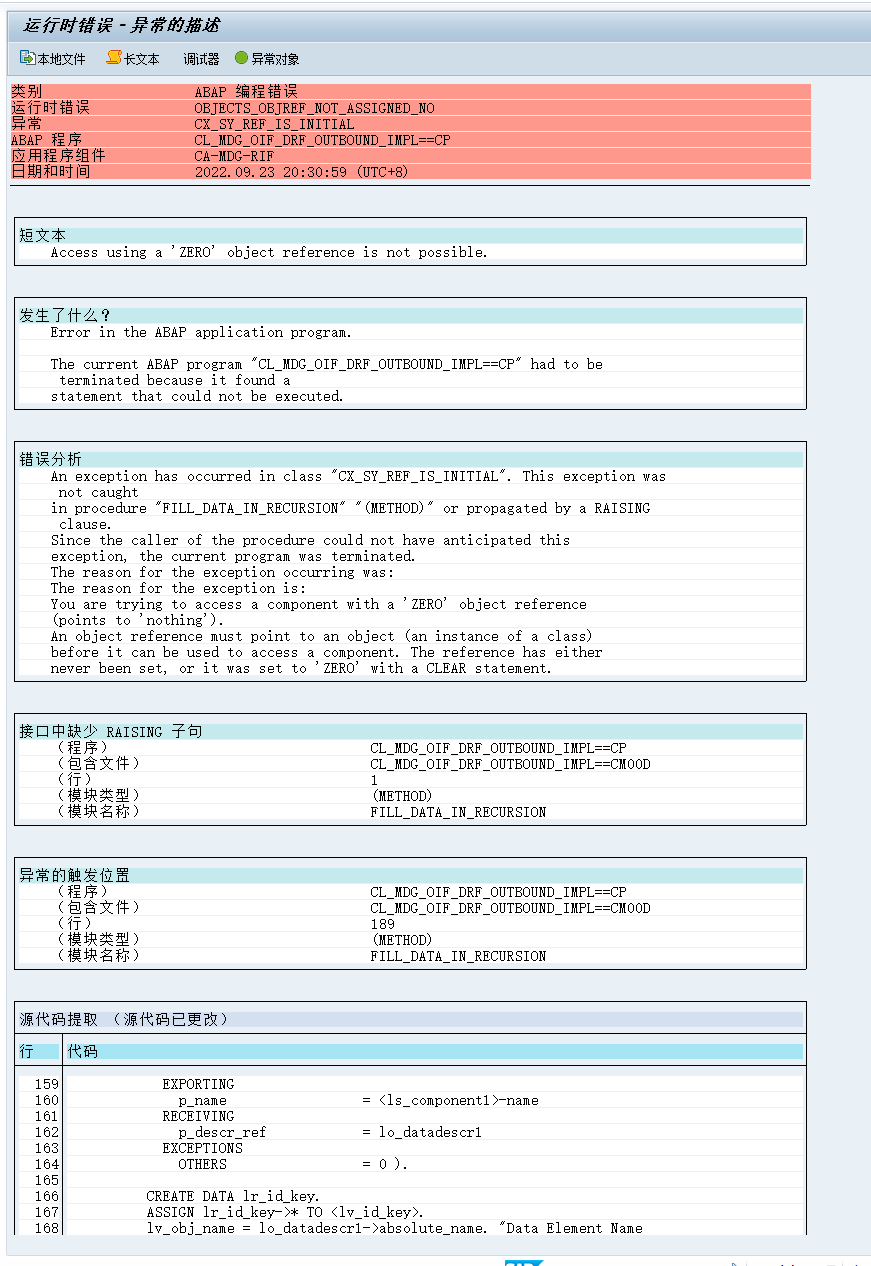 运行时错误 - 异常的描述
本地文件 长文本 调试器 异常对象
类别 ABAP 编程错误
运行时错误 OBJECTS_OBJREF_NOT_ASSIGNED_NO
异常 CX_SY_REF_IS_INITIAL
ABAP 程序 CL_MDG_OIF_DRF_OUTBOUND_IMPL==CP
应用程序组件 CA-MDG-RIF
日期和时间 2022.09.23 20:30:59 (UTC+8)
短文本
Access using a 'ZERO' object reference is not possible.
发生了什么?
Error in the ABAP application program.
The current ABAP program "CL_MDG_OIF_DRF_OUTBOUND_IMPL==CP" had to be
terminated because it found a
statement that could not be executed.
错误分析
An exception has occurred in class "CX_SY_REF_IS_INITIAL". This exception was
not caught
in procedure "FILL_DATA_IN_RECURSION" "(METHOD)" or propagated by a RAISING
clause.
Since the caller of the procedure could not have anticipated this
exception, the current program was terminated.
The reason for the exception occurring was:
The reason for the exception is:
You are trying to access a component with a 'ZERO' object reference
(points to 'nothing').
An object reference must point to an object (an instance of a class)
before it can be used to access a component. The reference has either
never been set, or it was set to 'ZERO' with a CLEAR statement.
接口中缺少 RAISING 子句
（程序） CL_MDG_OIF_DRF_OUTBOUND_IMPL==CP
（包含文件） CL_MDG_OIF_DRF_OUTBOUND_IMPL==CM00D
（行） 1
（模块类型） (METHOD)
（模块名称） FILL_DATA_IN_RECURSION
异常的触发位置
（程序） CL_MDG_OIF_DRF_OUTBOUND_IMPL==CP
（包含文件） CL_MDG_OIF_DRF_OUTBOUND_IMPL==CM00D
（行） 189
（模块类型） (METHOD)
（模块名称） FILL_DATA_IN_RECURSION
源代码提取 （源代码已更改）
行 代码
159 EXPORTING
160 p_name = <ls_component1>-name
161 RECEIVING
162 p_descr_ref = lo_datadescr1
163 EXCEPTIONS
164 OTHERS = 0 ).
165
166 CREATE DATA lr_id_key.
167 ASSIGN lr_id_key->* TO <lv_id_key>.
168 lv_obj_name = lo_datadescr1->absolute_name. "Data Element Name